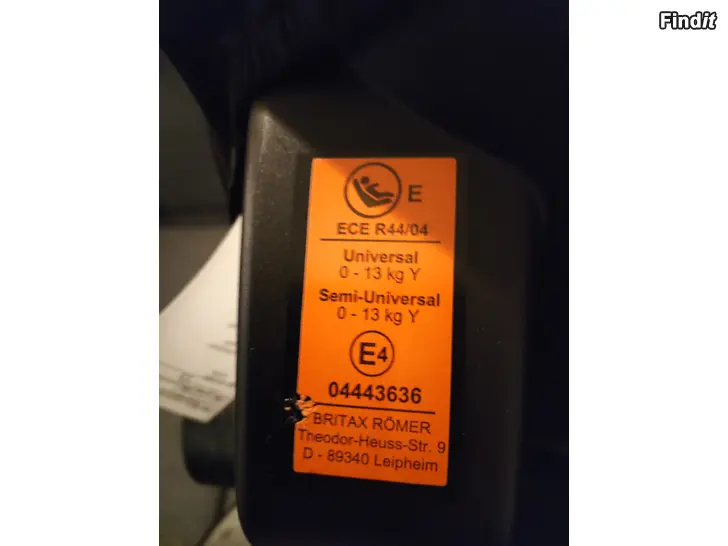 Findit
E
ECE R44/04
Universal
0 - 13 kg Y
Semi-Universal
0 - 13 kg Y
E4
04443636
BRITAX RÖMER
Theodor-Heuss-Str. 9
D - 89340 Leipheim